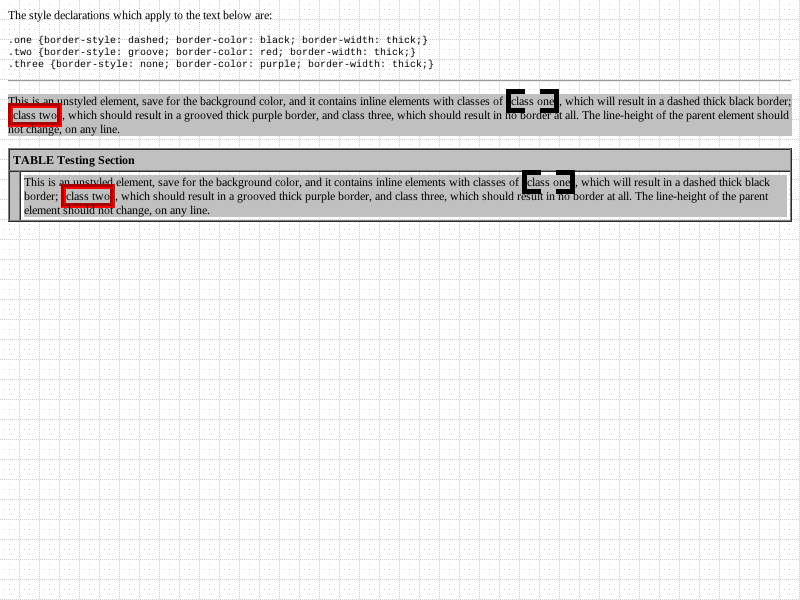 The style declarations which apply to the text below are:
.one {border-style: dashed; border-color: black; border-width: thick;}
.two {border-style: groove; border-color: red; border-width: thick;}
.three {border-style: none; border-color: purple; border-width: thick;}
This is an unstyled element, save for the background color, and it contains inline elements with classes of class one, which will result in a dashed thick black border;
class two, which should result in a grooved thick purple border, and class three, which should result in no border at all. The line-height of the parent element should
not change, on any line.
TABLE Testing Section
This is an unstyled element, save for the background color, and it contains inline elements with classes of class one, which will result in a dashed thick black
border; class two, which should result in a grooved thick purple border, and class three, which should result in no border at all. The line-height of the parent
element should not change, on any line.